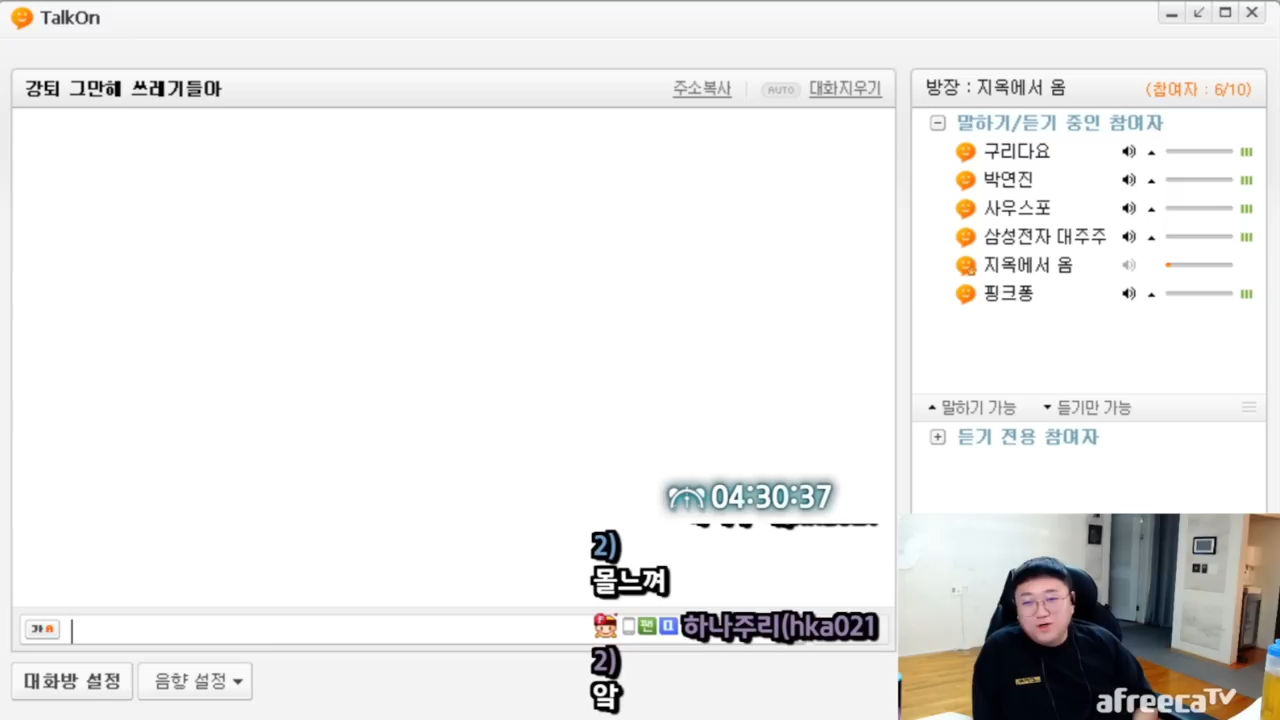 TalkOn
강퇴 그만해 쓰레기들아
주소복사
AUTO
대화지우기
방장 : 지옥에서 옴
(참여자 : 6/10)
말하기/듣기 중인 참여자
구리다요
박연진
사우스포
삼성전자 대주주
지옥에서 옴
핑크퐁
말하기 가능
듣기만 가능
듣기 전용 참여자
04:30:37
2)
몰느껴
팬
하나주리(hka021
2)
앜
가
대화방 설정
음향 설정
afreecaTV